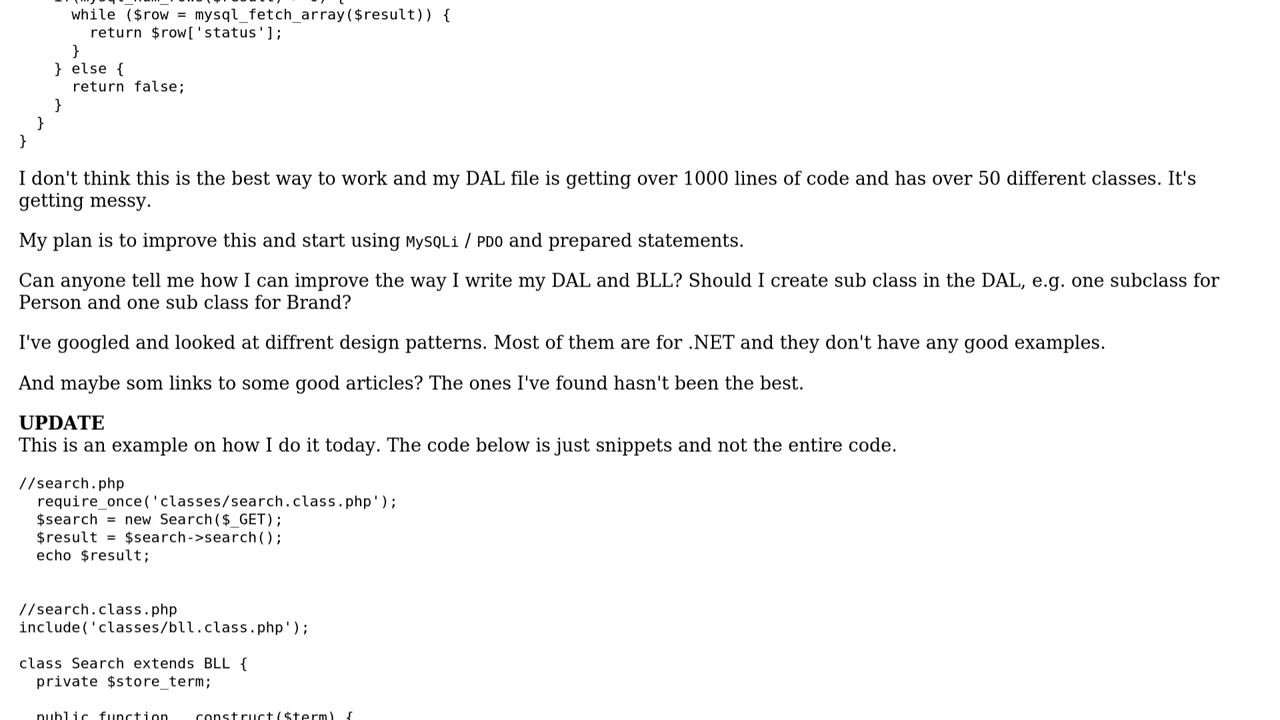 if(mysql_num_rows($result) > 0) {
while ($row = mysql_fetch_array($result)) {
return $row['status'];
}
} else {
return false;
}
}
}
I don't think this is the best way to work and my DAL file is getting over 1000 lines of code and has over 50 different classes. It's
getting messy.
My plan is to improve this and start using MySQLi / PDO and prepared statements.
Can anyone tell me how I can improve the way I write my DAL and BLL? Should I create sub class in the DAL, e.g. one subclass for
Person and one sub class for Brand?
I've googled and looked at diffrent design patterns. Most of them are for .NET and they don't have any good examples.
And maybe som links to some good articles? The ones I've found hasn't been the best.
UPDATE
This is an example on how I do it today. The code below is just snippets and not the entire code.
//search.php
require_once('classes/search.class.php');
$search = new Search($_GET);
$result = $search->search();
echo $result;
//search.class.php
include('classes/bll.class.php');
class Search extends BLL {
private $store_term;
public function __construct($term) {